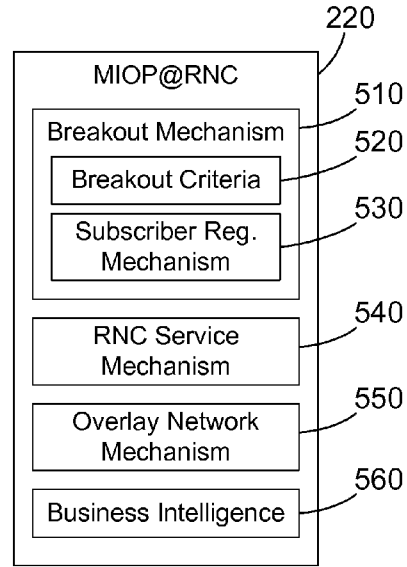 220
MIOP@RNC
510
Breakout Mechanism
520
Breakout Criteria
530
Subscriber Reg.
Mechanism
540
RNC Service
Mechanism
550
Overlay Network
Mechanism
560
Business Intelligence